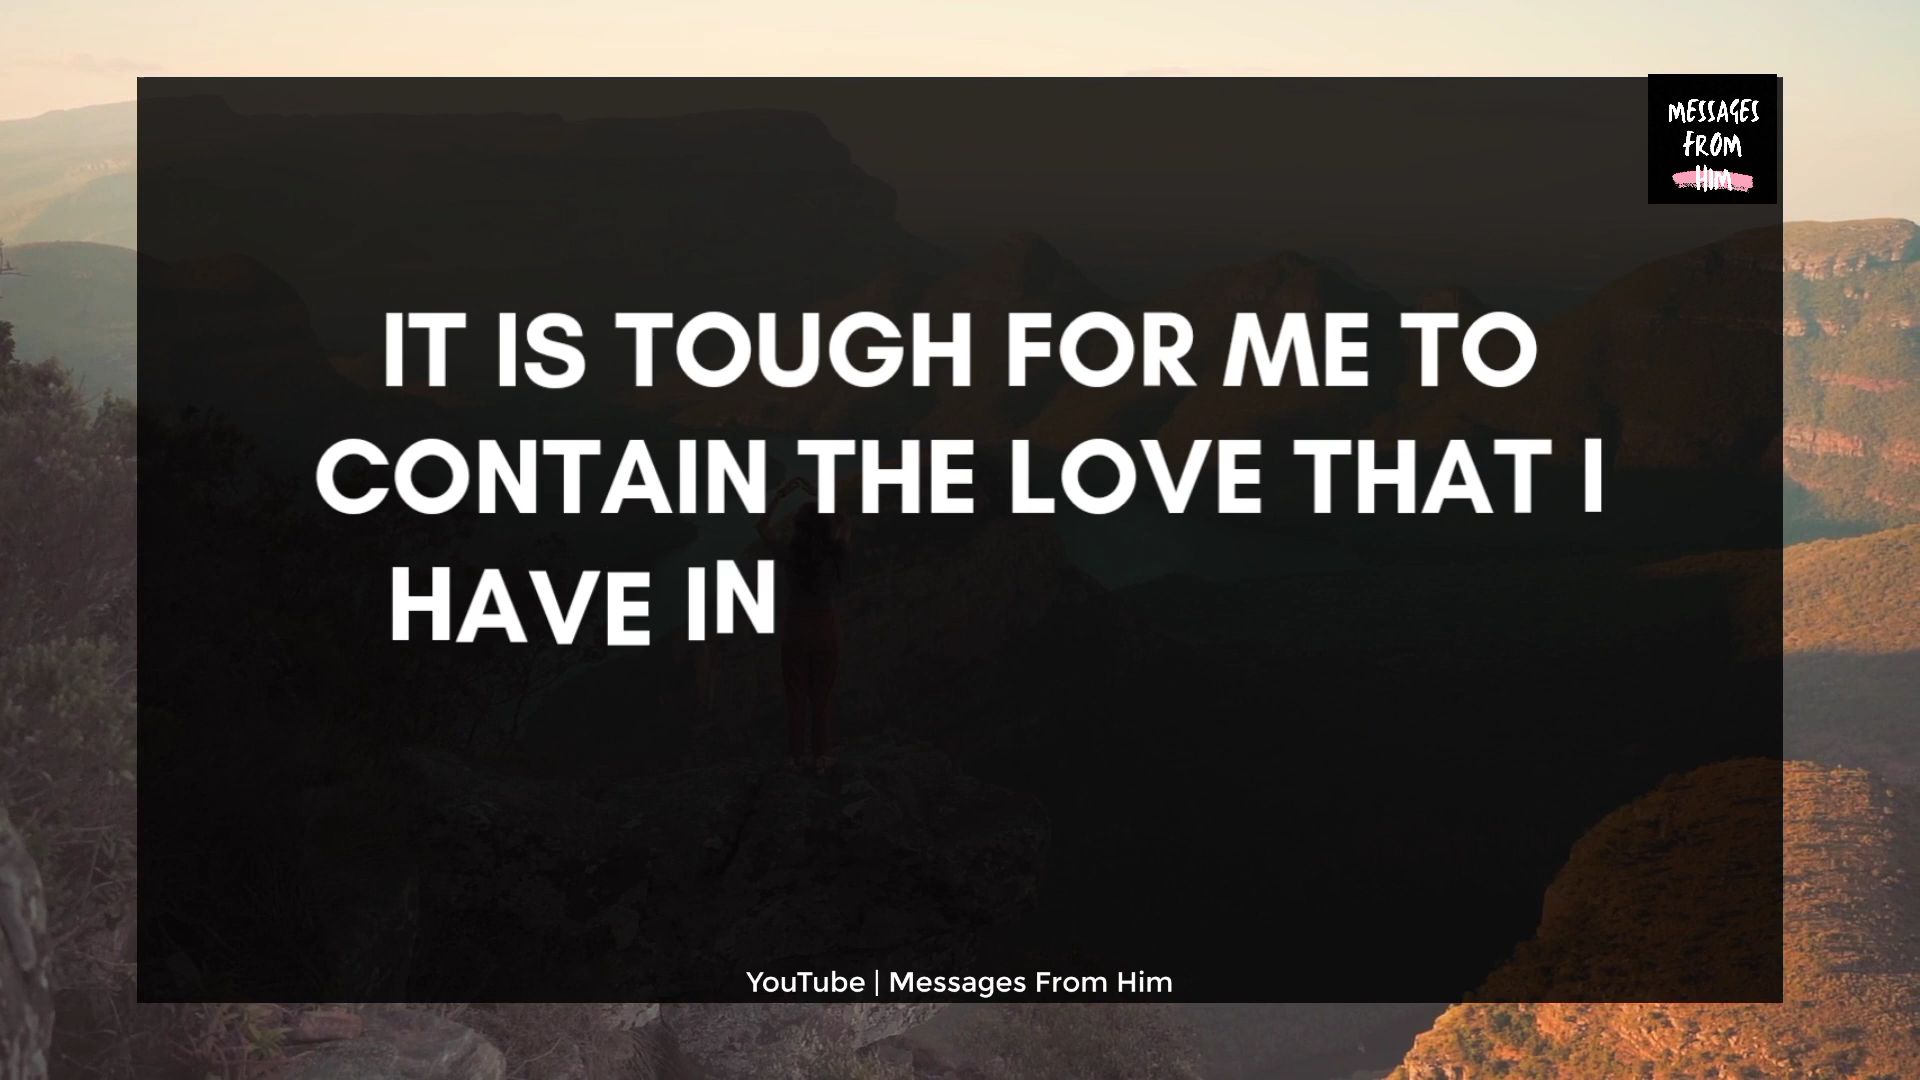 MESSAGES
FROM
HIM
IT IS TOUGH FOR ME TO
CONTAIN THE LOVE THAT I
HAVE IN
YouTube | Messages From Him